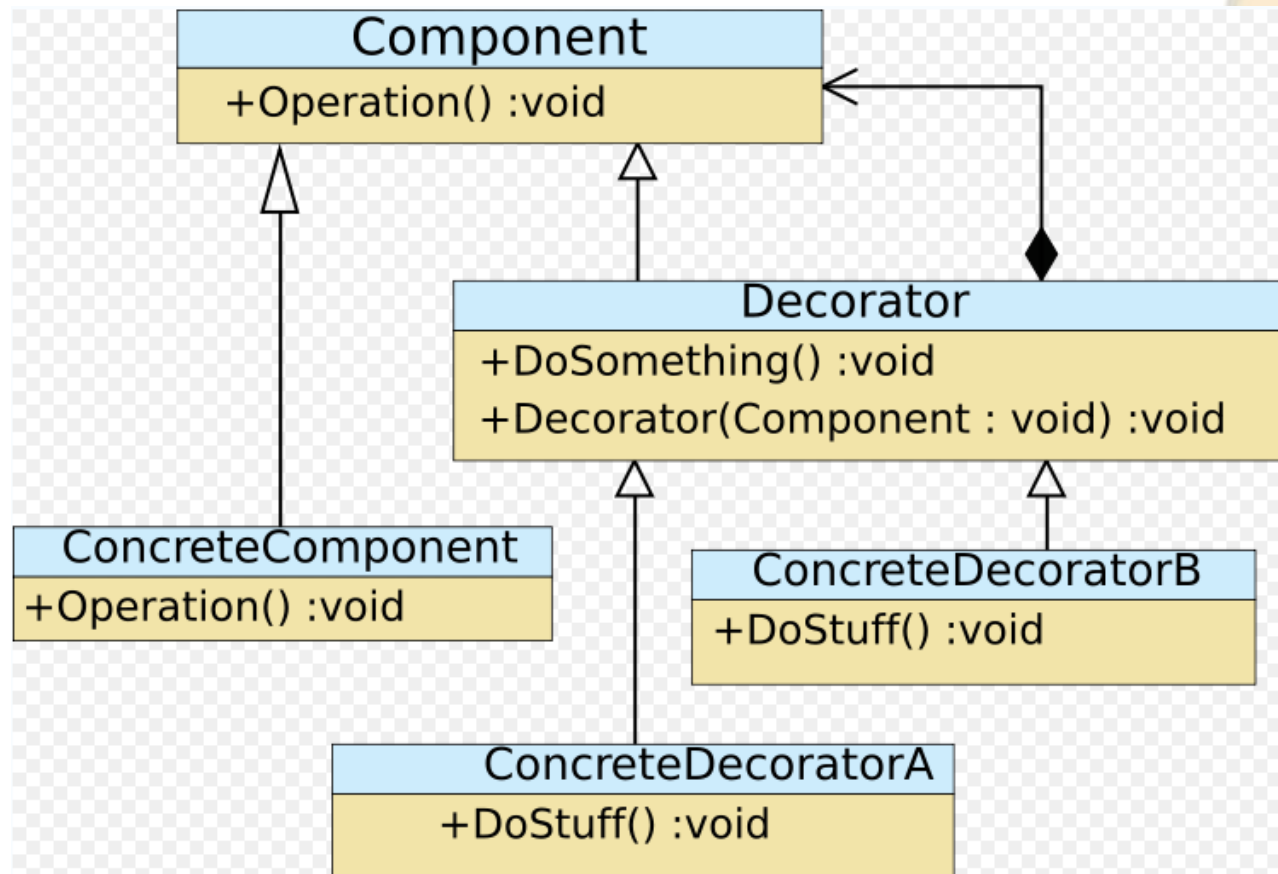 Component
+Operation() :void
Decorator
+DoSomething() :void
+Decorator(Component : void) :void
ConcreteComponent
+Operation() :void
ConcreteDecoratorB
+DoStuff() :void
ConcreteDecoratorA
+DoStuff() :void